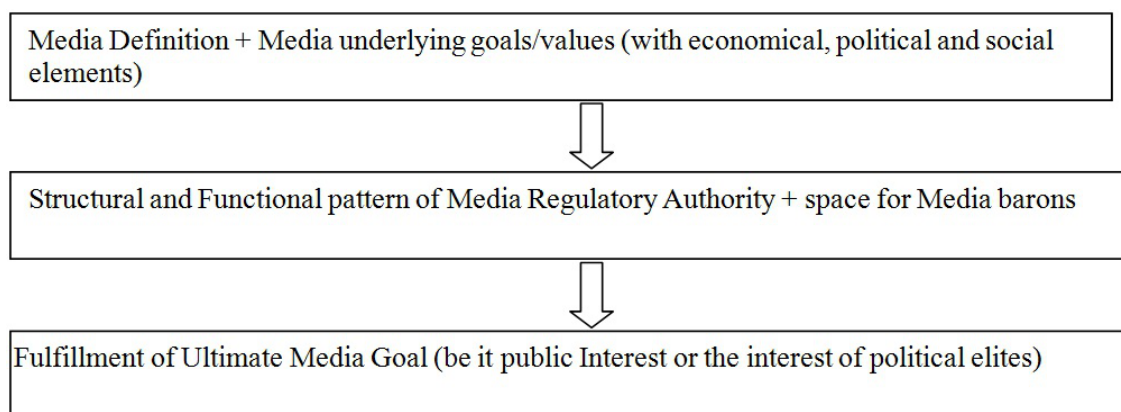 Media Definition + Media underlying goals/values (with economical, political and social
elements)
Structural and Functional pattern of Media Regulatory Authority + space for Media barons
Fulfillment of Ultimate Media Goal (be it public Interest or the interest of political elites)